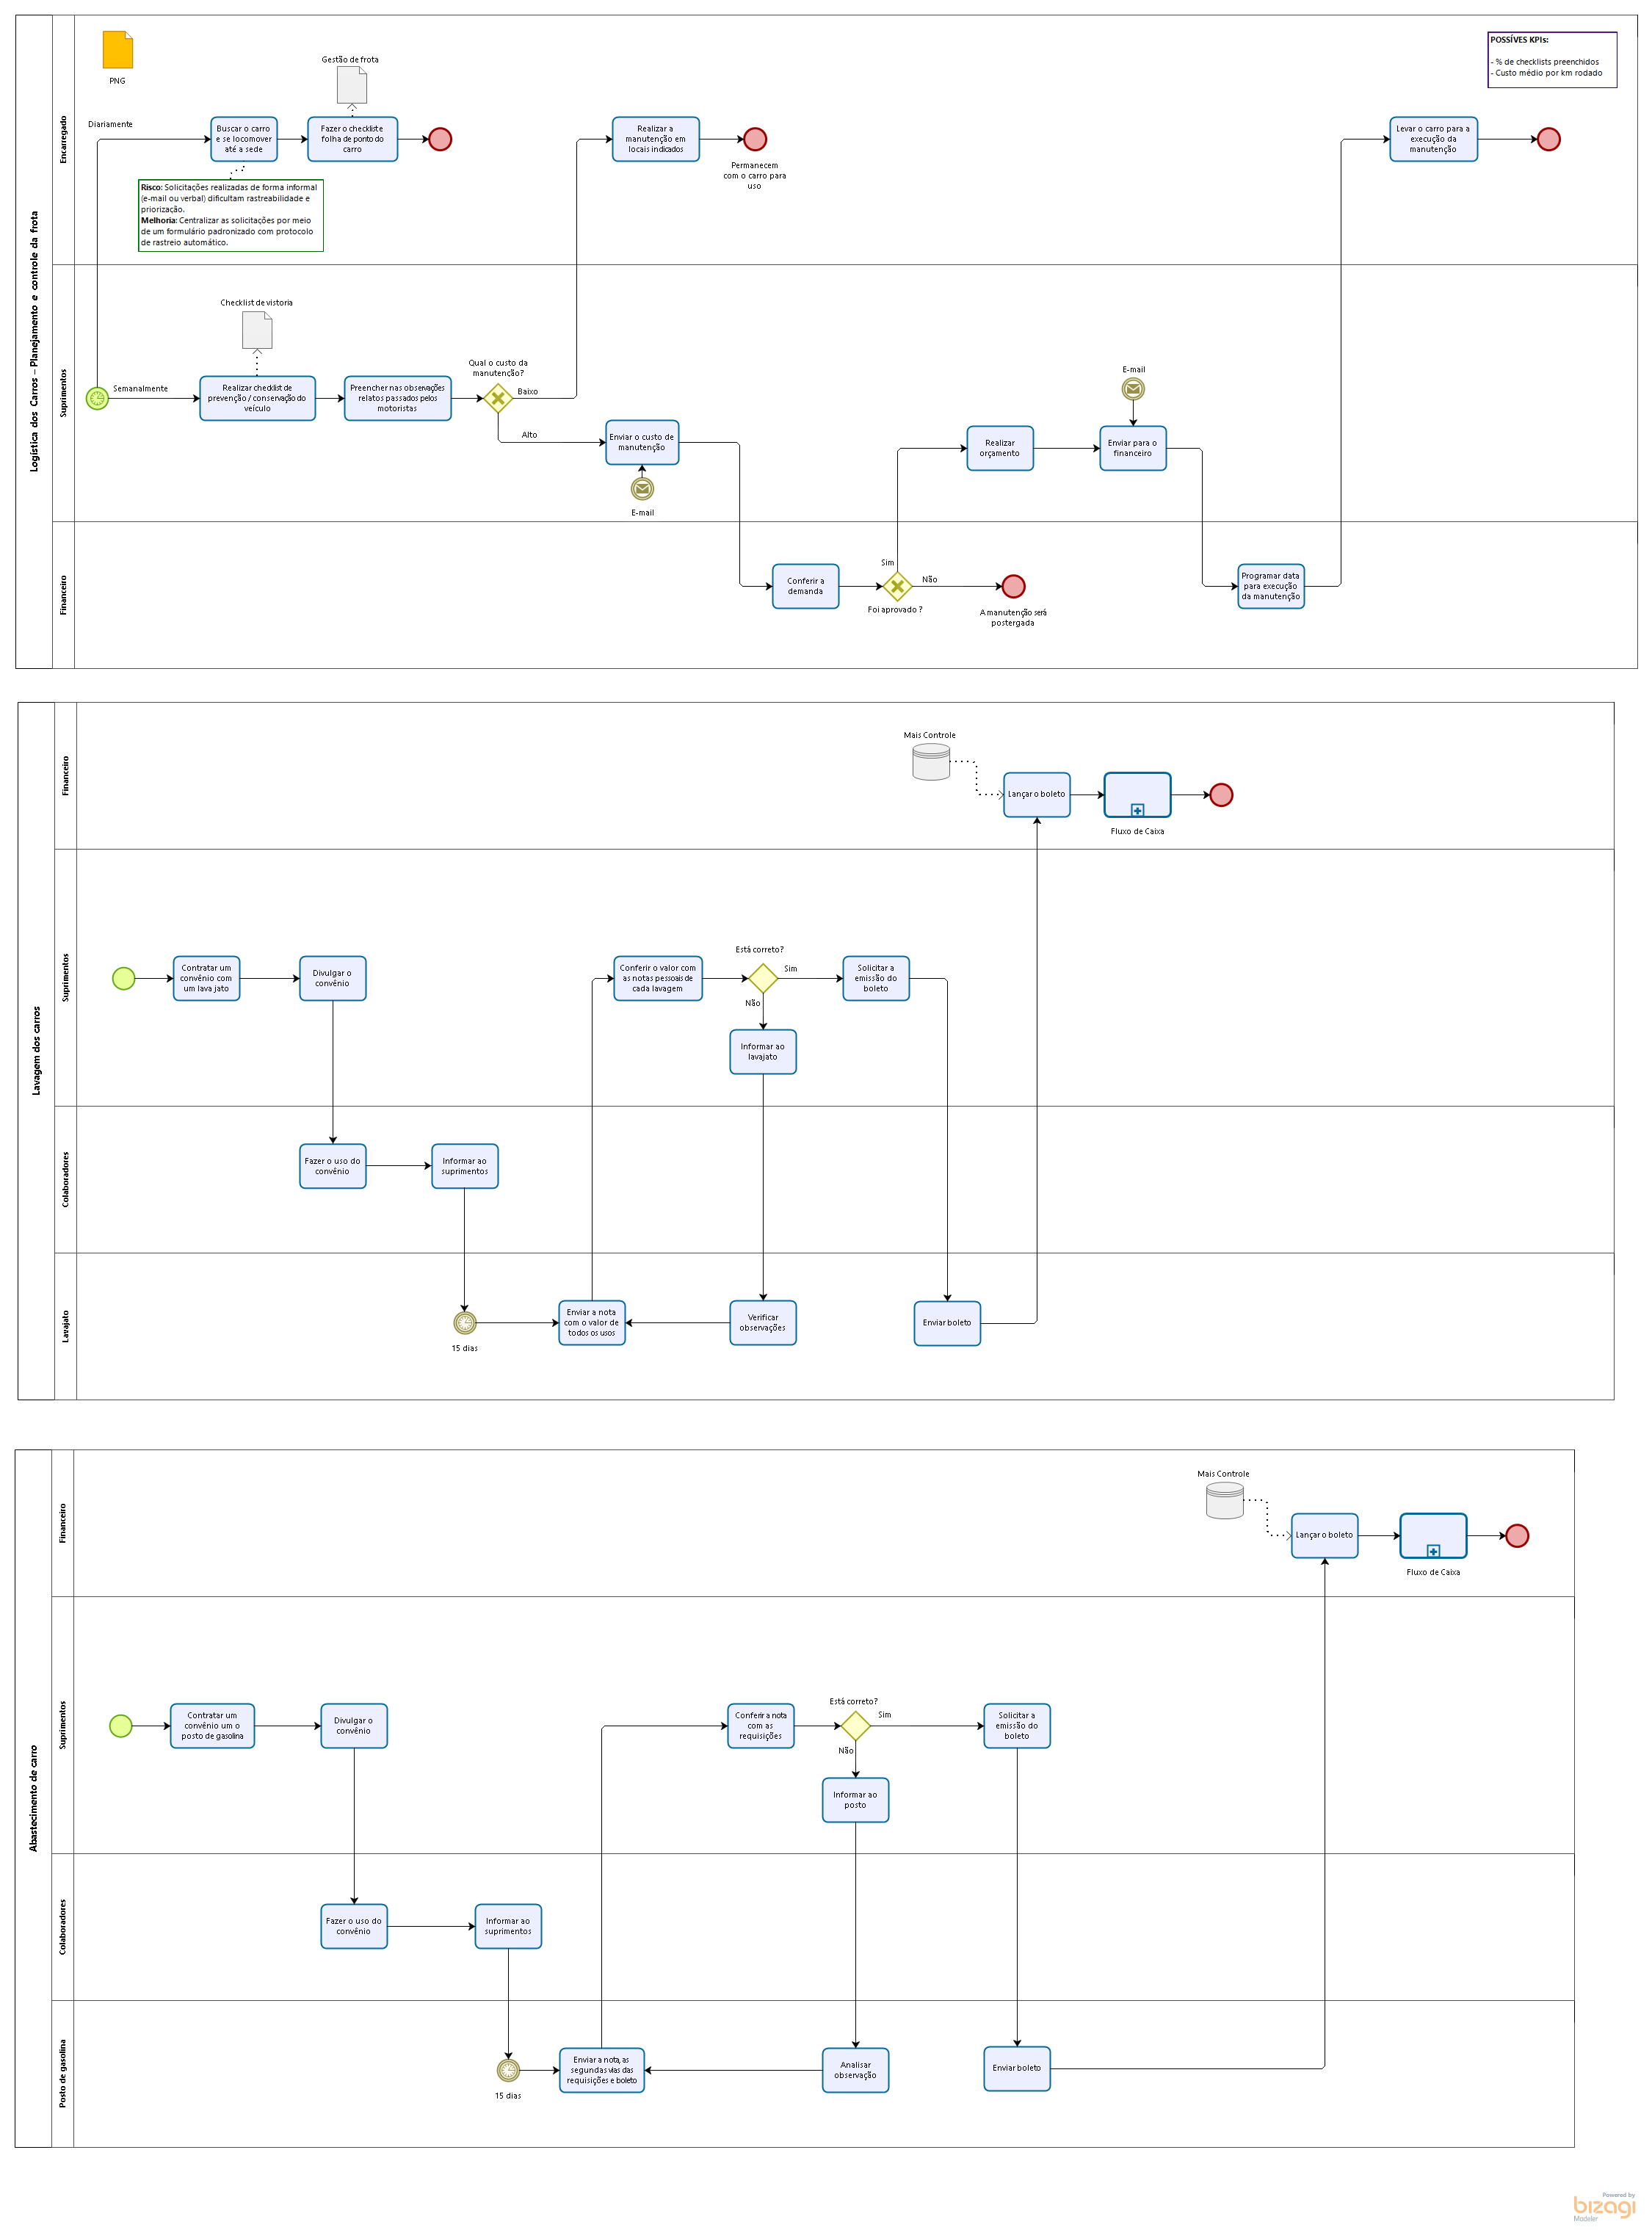 Logística dos Carros – Planejamento e controle da frota
Encarregado
PNG
Diariamente
Buscar o carro
e se locomover
até a sede
Gestão de frota
Fazer o checkliste
folha de ponto do
carro
Risco: Solicitações realizadas de forma informal
(e-mail ou verbal) dificultam rastreabilidade e
priorização.
Melhoria: Centralizar as solicitações por meio
de um formulário padronizado com protocolo
de rastreio automático.
Realizar a
manutenção em
locais indicados
Permanecem
com o carro para
uso
POSSÍVES KPIs:
- % de checklists preenchidos
- Custo médio por km rodado
Levar o carro para a
execução da
manutenção
Suprimentos
Semanalmente
Checklist de vistoria
Realizar checklist de
prevenção / conservação do
veículo
Preencher nas observações
relatos passados pelos
motoristas
Qual o custo da
manutenção?
Baixo
Alto
Enviar o custo de
manutenção
E-mail
Realizar
orçamento
E-mail
Enviar para o
financeiro
Financeiro
Conferir a
demanda
Sim
Não
Foi aprovado ?
A manutenção será
postergada
Programar data
para execução
da manutenção
Lavagem dos carros
Financeiro
Mais Controle
Lançar o boleto
Fluxo de Caixa
Suprimentos
Contratar um
convênio com
um lava jato
Divulgar o
convênio
Conferir o valor com
as notas pessoais de
cada lavagem
Está correto?
Sim
Não
Solicitar a
emissão do
boleto
Informar ao
lavajato
Colaboradores
Fazer o uso do
convênio
Informar ao
suprimentos
Lavajato
15 dias
Enviar a nota
com o valor de
todos os usos
Verificar
observações
Enviar boleto
Abastecimento de carro
Financeiro
Mais Controle
Lançar o boleto
Fluxo de Caixa
Suprimentos
Contratar um
convênio um o
posto de gasolina
Divulgar o
convênio
Conferir a nota
com as
requisições
Está correto?
Sim
Não
Solicitar a
emissão do
boleto
Informar ao
posto
Colaboradores
Fazer o uso do
convênio
Informar ao
suprimentos
Posto de gasolina
15 dias
Enviar a nota, as
segundas vias das
requisições e boleto
Analisar
observação
Enviar boleto
Powered by
bizagi
Modeler